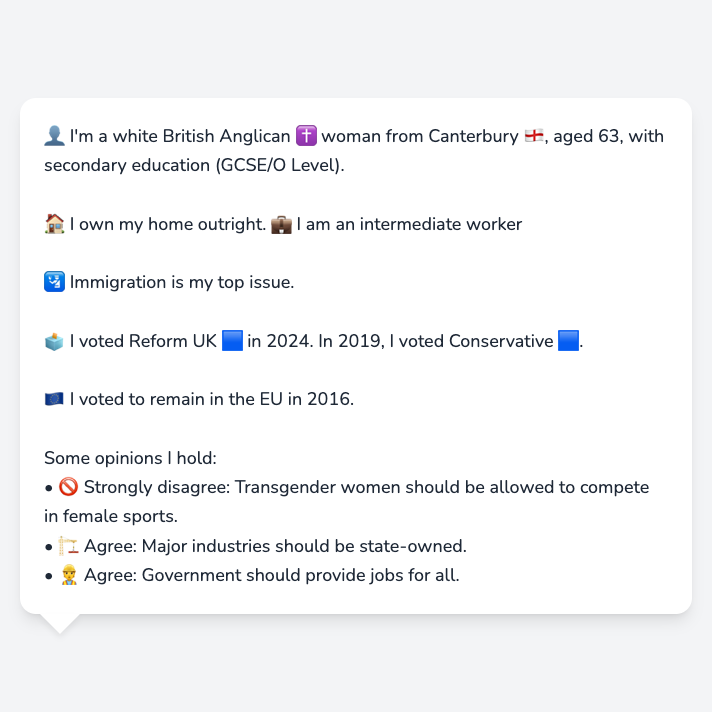 👤 I'm a white British Anglican ✝️ woman from Canterbury 🏴󠁧󠁢󠁥󠁮󠁧󠁿, aged 63, with
secondary education (GCSE/O Level).
🏠 I own my home outright. 💼 I am an intermediate worker
🛂 Immigration is my top issue.
🗳️ I voted Reform UK 🟦 in 2024. In 2019, I voted Conservative 🟦.
🇪🇺 I voted to remain in the EU in 2016.
Some opinions I hold:
• 🚫 Strongly disagree: Transgender women should be allowed to compete
in female sports.
• 🏗️ Agree: Major industries should be state-owned.
• 👷 Agree: Government should provide jobs for all.